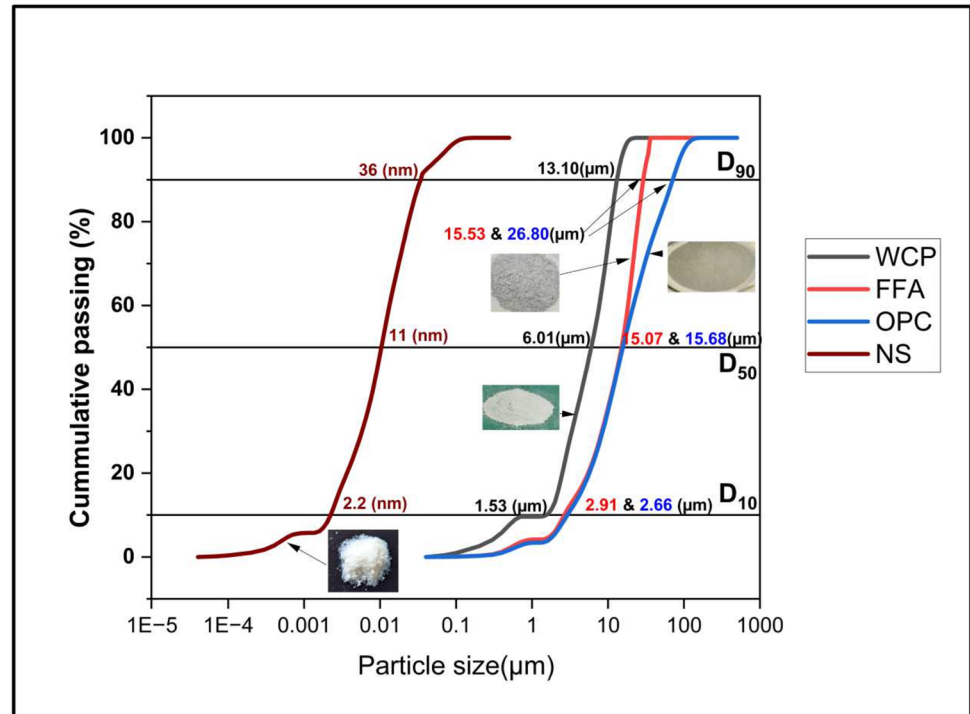 Cummulative passing (%)
100
80
60
40
20
0
36 (nm)
13.10(μm)
D90
15.53 & 26.80(μm)
11 (nm)
6.01(μm)
15.07 & 15.68(μm)
D50
2.2 (nm)
1.53 (μm)
2.91 & 2.66 (μm)
D10
WCP
FFA
OPC
NS
1E−5
1E−4
0.001
0.01
0.1
1
10
100
1000
Particle size(μm)